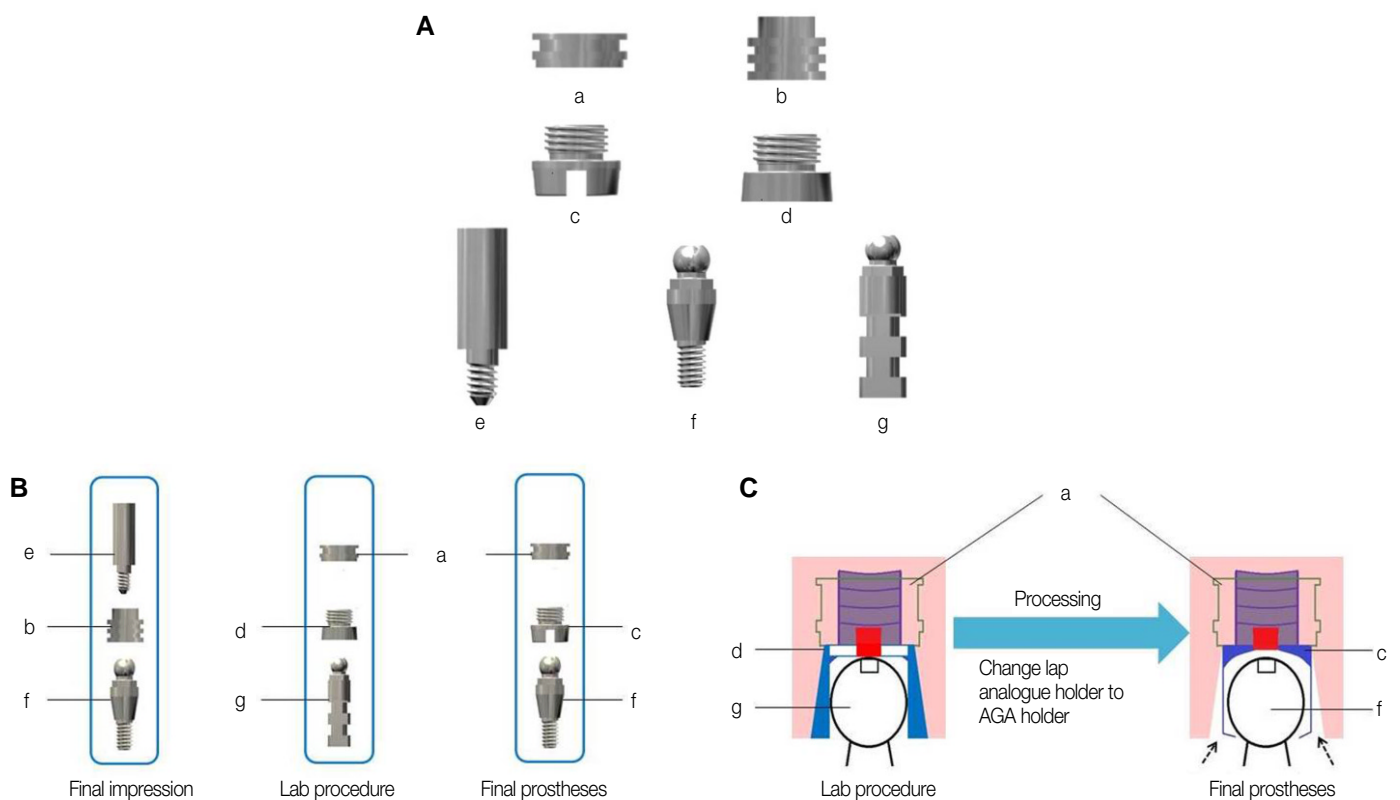 A
a
b
c
d
e
f
g
B
e
a
b
d
c
f
g
f
Final impression
Lab procedure
Final prostheses
C
a
Processing
d
c
Change lap
analogue holder to
AGA holder
g
f
Lab procedure
Final prostheses